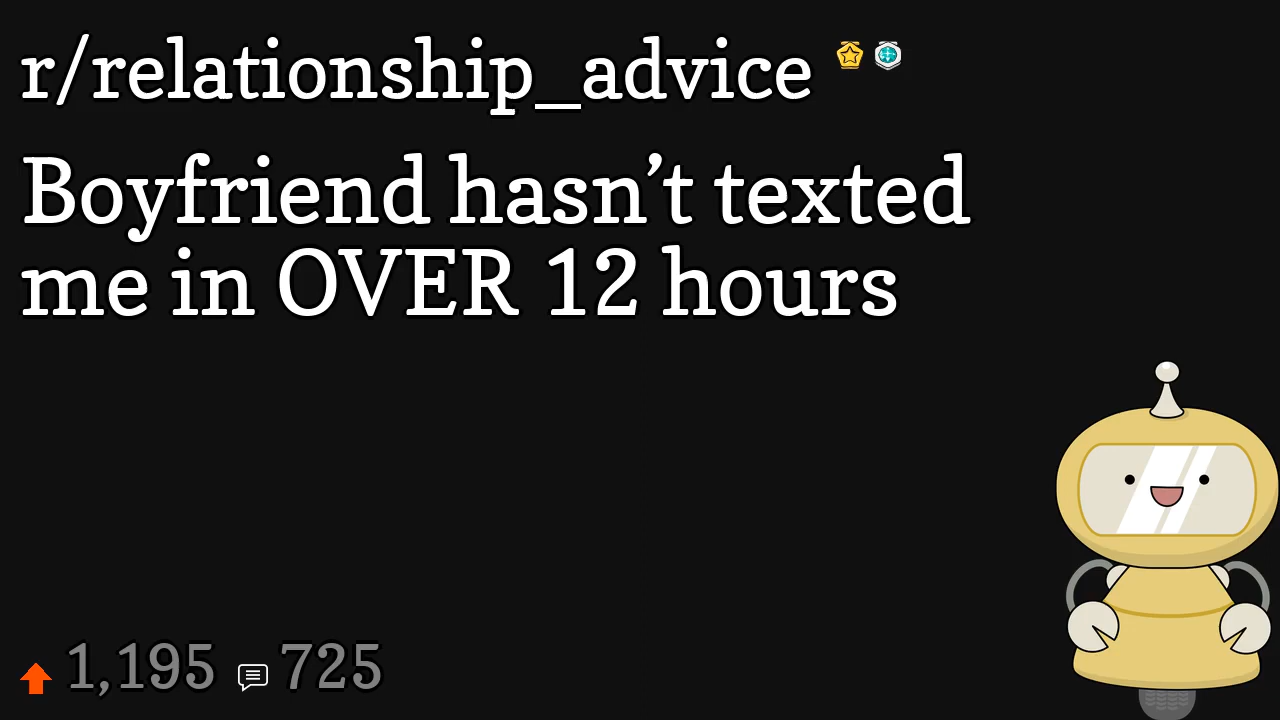 r/relationship_advice
Boyfriend hasn’t texted
me in OVER 12 hours
1,195 725